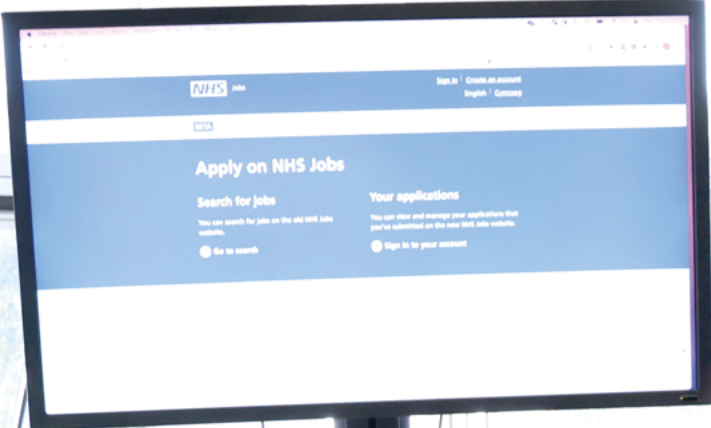 NHS Jobs
Sign in | Create an account
English | Cymraeg
BETA
Apply on NHS Jobs
Search for jobs
You can search for jobs on the old NHS Jobs
website.
Go to search
Your applications
You can view and manage your applications that
you've submitted on the new NHS Jobs website.
Sign in to your account